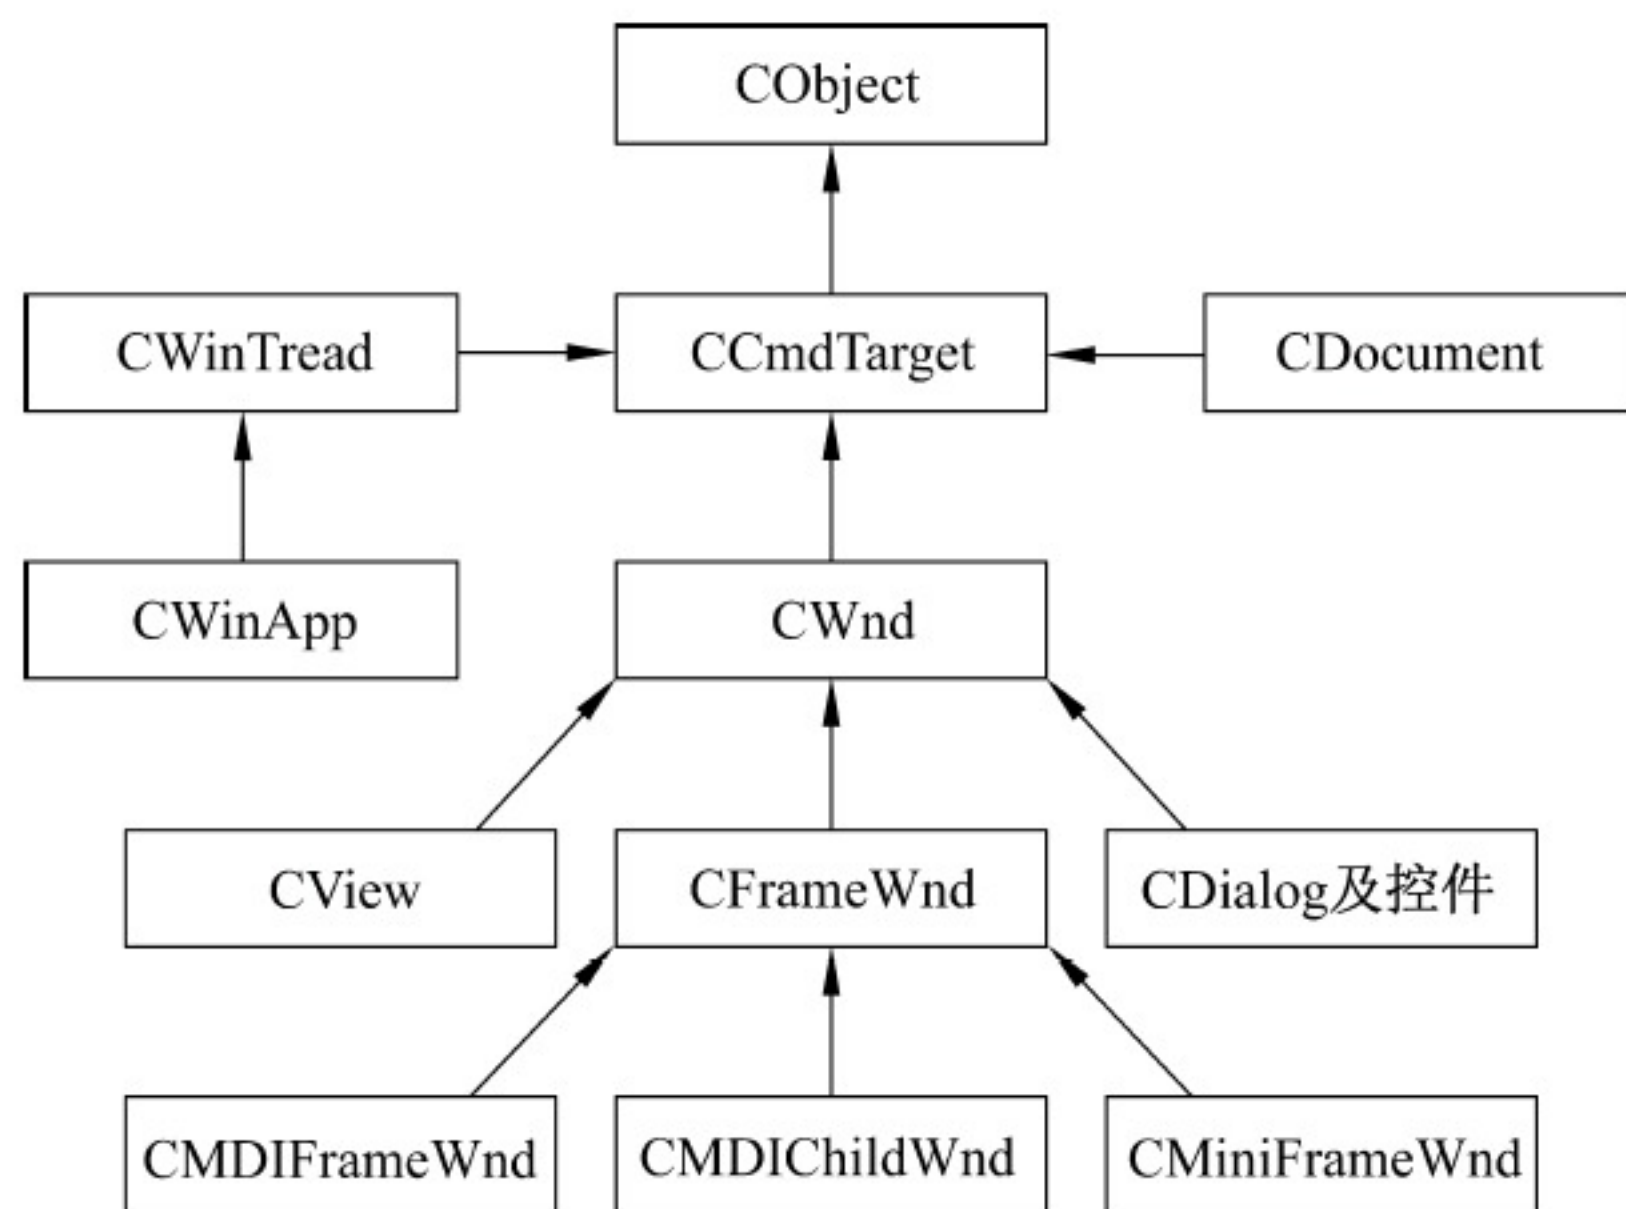 CObject
CWinTread
CCmdTarget
CDocument
CWinApp
CWnd
CView
CFrameWnd
CDialog及控件
CMDIFrameWnd
CMDIChildWnd
CMiniFrameWnd